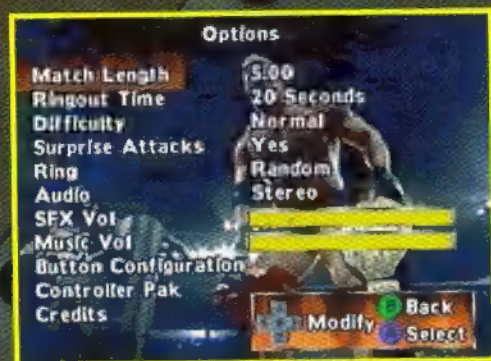 Options
Match Length 5:00
Ringout Time 20 Seconds
Difficulty Normal
Surprise Attacks Yes
Ring Random
Audio Stereo
SFX Vol
Music Vol
Button Configuration
Controller Pak
Credits
Modify
B Back
Select